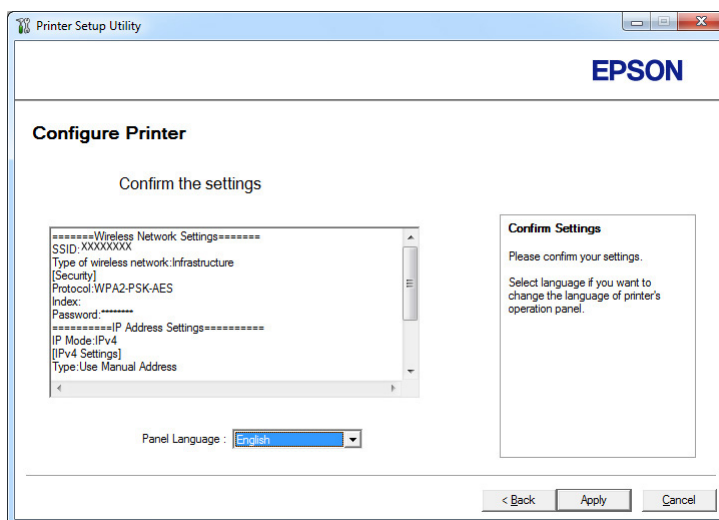 Printer Setup Utility
EPSON
Configure Printer
Confirm the settings
=======Wireless Network Settings=======
SSID:XXXXXXXX
Type of wireless network:Infrastructure
[Security]
Protocol:WPA2-PSK-AES
Index:
Password:********
==========IP Address Settings==========
IP Mode:IPv4
[IPv4 Settings]
Type:Use Manual Address
Panel Language : English
Confirm Settings
Please confirm your settings.
Select language if you want to
change the language of printer's
operation panel.
< Back Apply Cancel